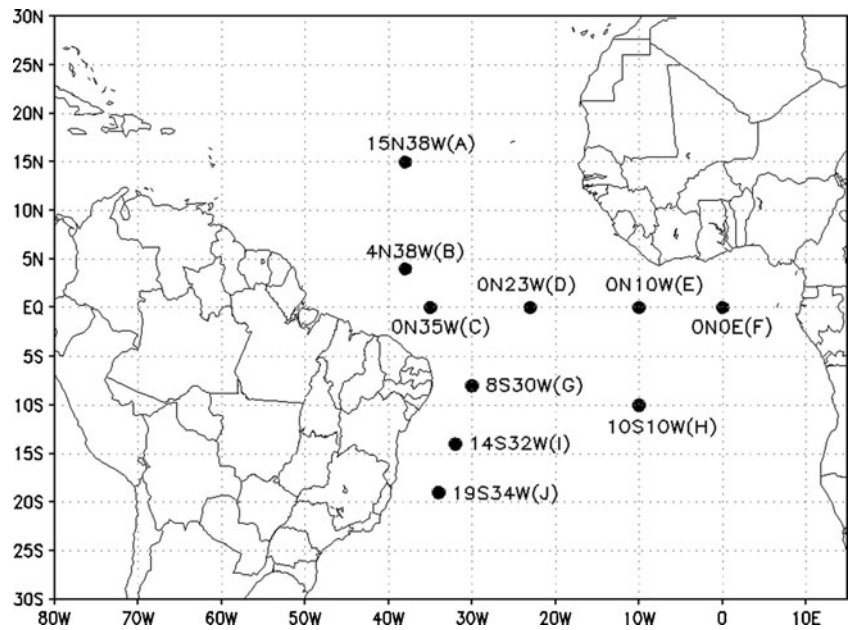 30N
25N
20N
15N38W(A)
15N
10N
4N38W(B)
5N
0N23W(D)
0N10W(E)
EQ
0N35W(C)
0N0E(F)
5S
8S30W(G)
10S
10S10W(H)
14S32W(I)
15S
19S34W(J)
20S
25S
30S
80W 70W 60W 50W 40W 30W 20W 10W 0 10E